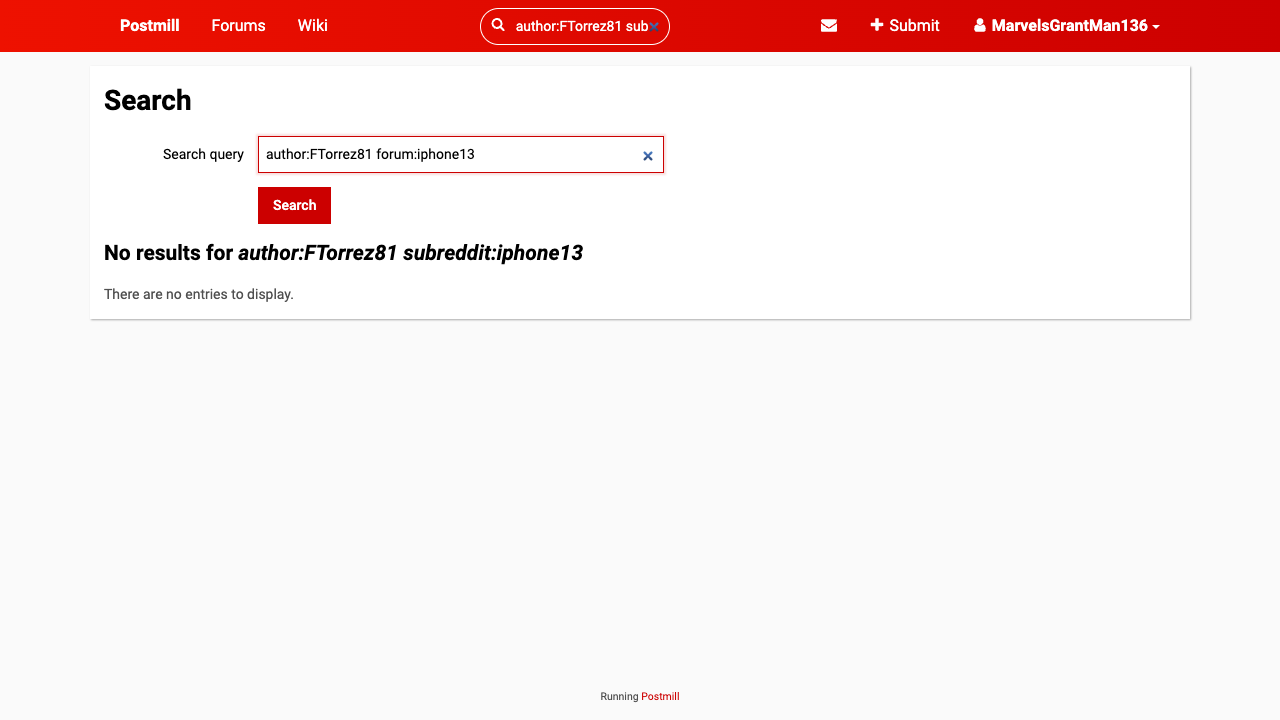 Postmill Forums Wiki author:FTorrez81 sub Submit MarvelsGrantMan136
Search
Search query author:FTorrez81 forum:iphone13
Search
No results for author:FTorrez81 subreddit:iphone13
There are no entries to display.
Running Postmill